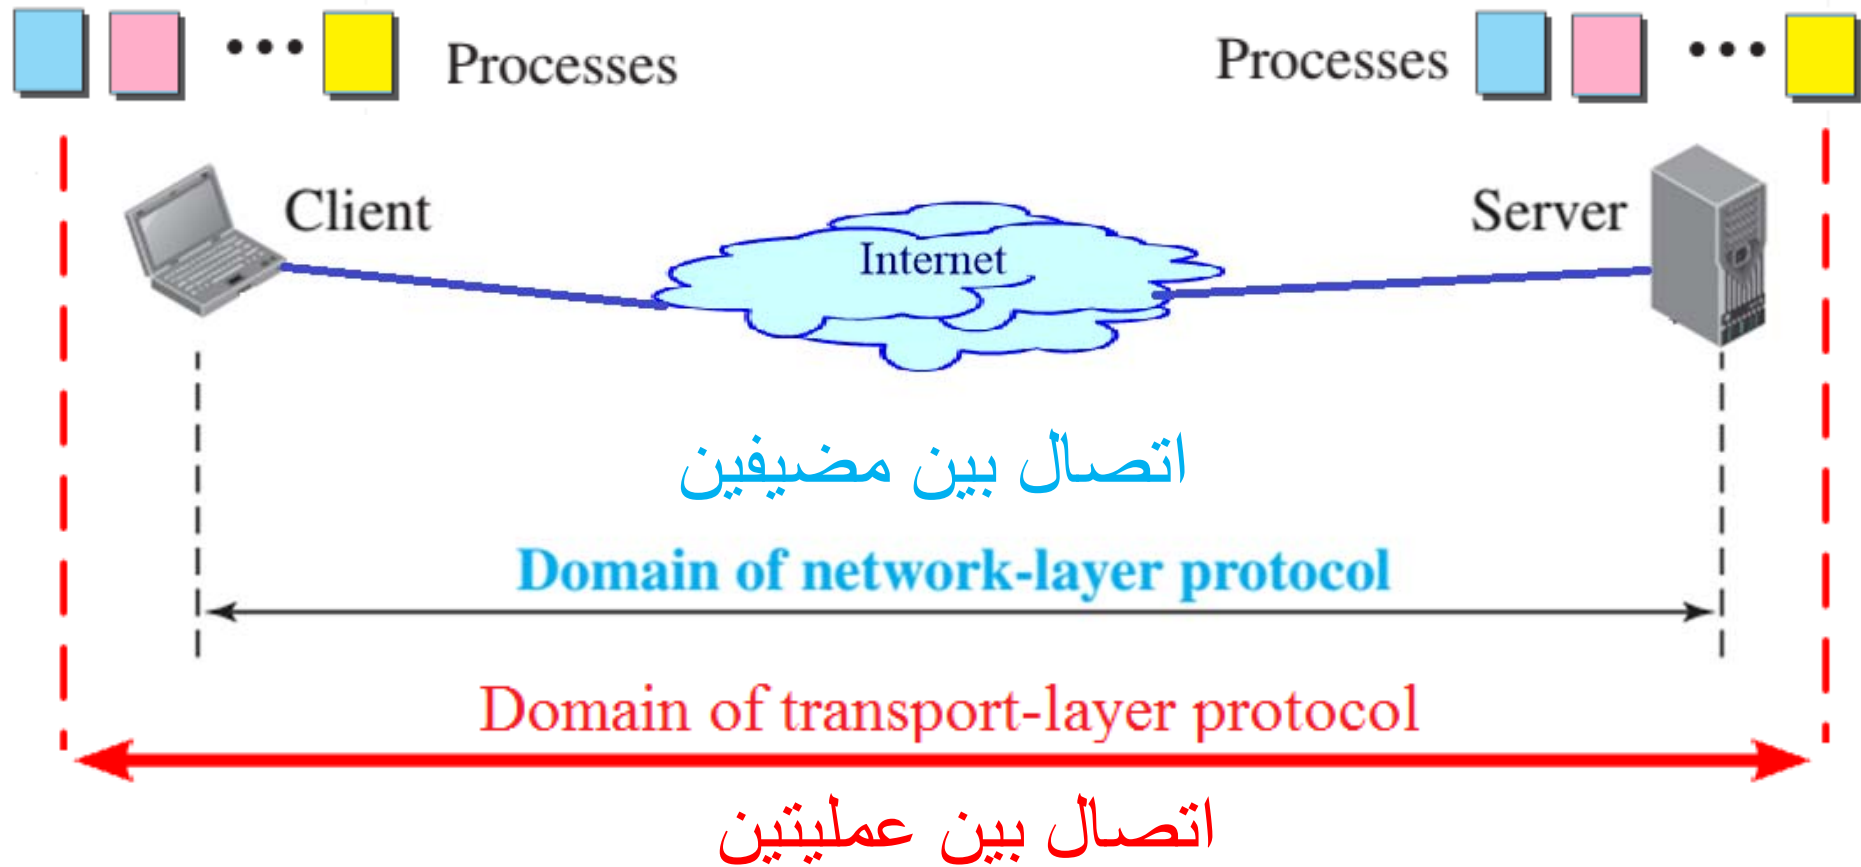 Processes
Processes
Client
Server
Internet
اتصال بين مضيفين
Domain of network-layer protocol
Domain of transport-layer protocol
اتصال بين عمليتين